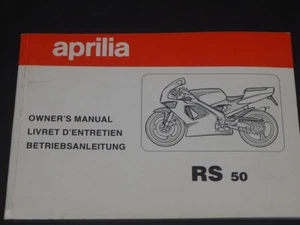 aprilia
OWNER'S MANUAL
LIVRET D'ENTRETIEN
BETRIEBSANLEITUNG
RS 50